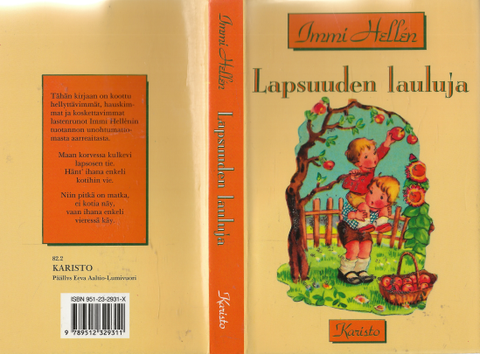 Tähän kirjaan on koottu
hellyttävimmät, hauskim-
mat ja koskettavimmat
lastenrunot Immi Hellénin
tuotannon unohtumatto-
masta aarreaitasta.
Maan korvessa kulkevi
lapsosen tie.
Hänt' ihana enkeli
kotihin vie.
Niin pitkä on matka,
ei kotia näy,
vaan ihana enkeli
vieressä käy.
82.2
KARISTO
Päällys Eeva Aaltio-Lumivuori
ISBN 951-23-2931-X
9 789512 329311
Immi Hellén
Lapsuuden lauluja
Karisto
Immi Hellén
Lapsuuden lauluja
Karisto